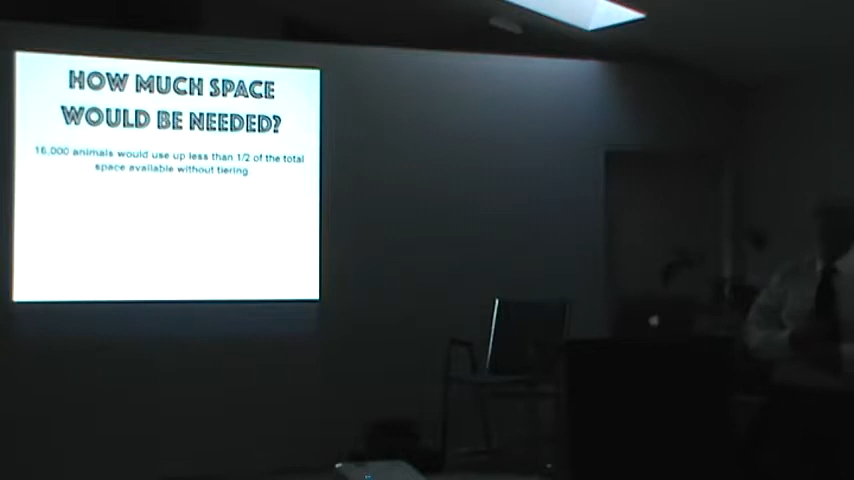 HOW MUCH SPACE
WOULD BE NEEDED?
16,000 animals would use up less than 1/2 of the total
space available without tiering